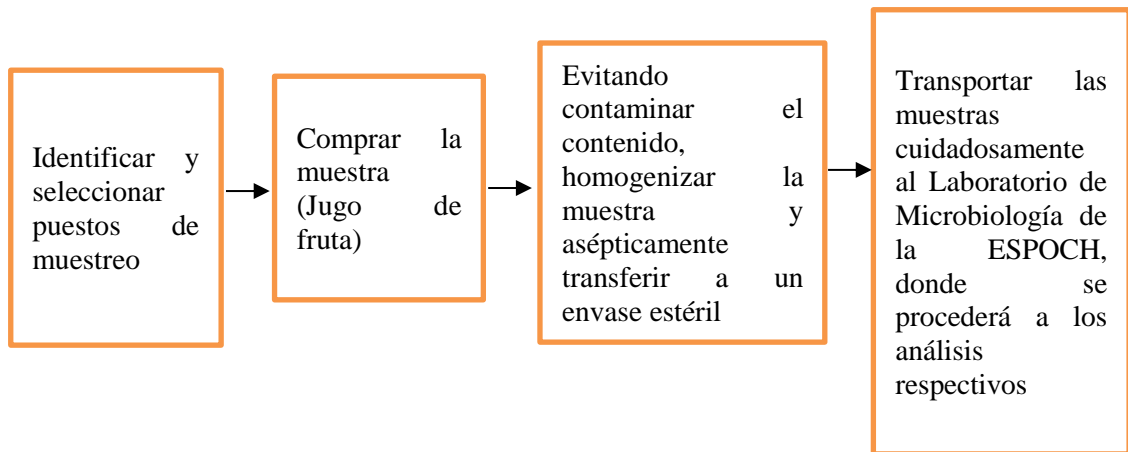 Identificar y
seleccionar
puestos de
muestreo
Comprar la
muestra
(Jugo de
fruta)
Evitando
contaminar el
contenido,
homogenizar la
muestra y
asépticamente
transferir a un
envase estéril
Transportar las
muestras
cuidadosamente
al Laboratorio de
Microbiología de
la ESPOCH,
donde se
procederá a los
análisis
respectivos